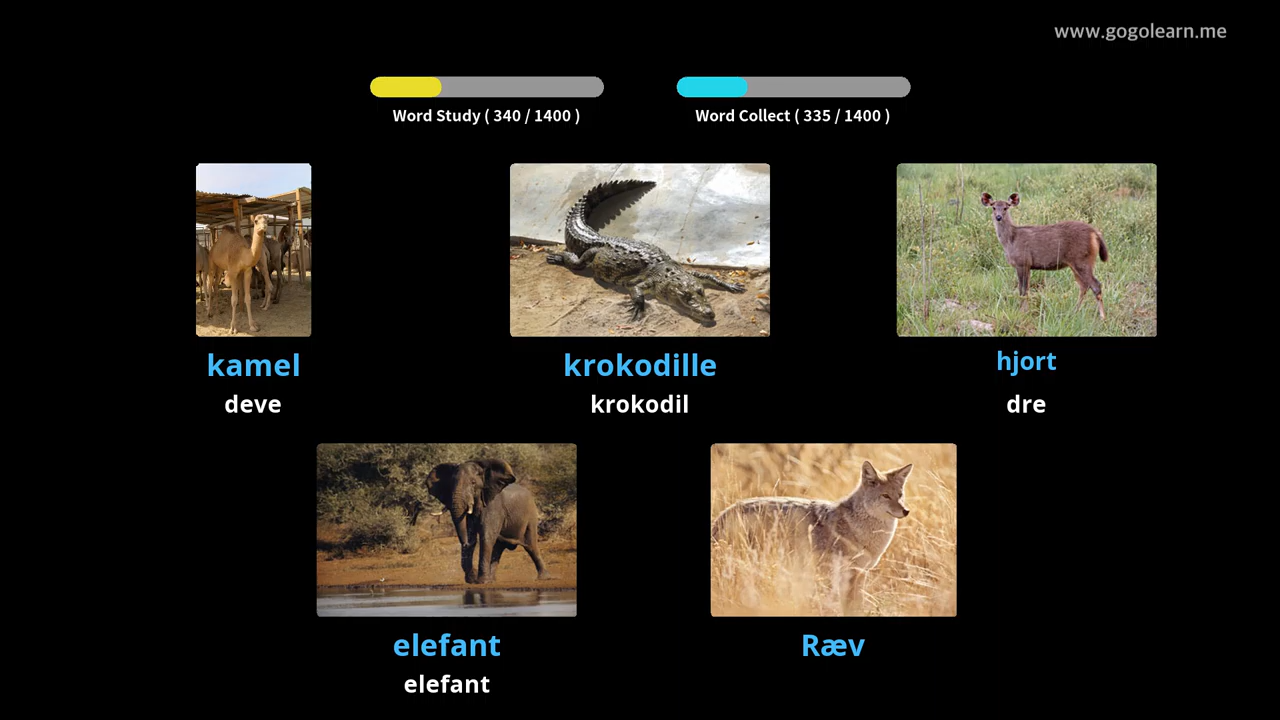 www.gogolearn.me
Word Study ( 340 / 1400 )
Word Collect ( 335 / 1400 )
kamel
deve
krokodille
krokodil
hjort
dre
elefant
elefant
Ræv